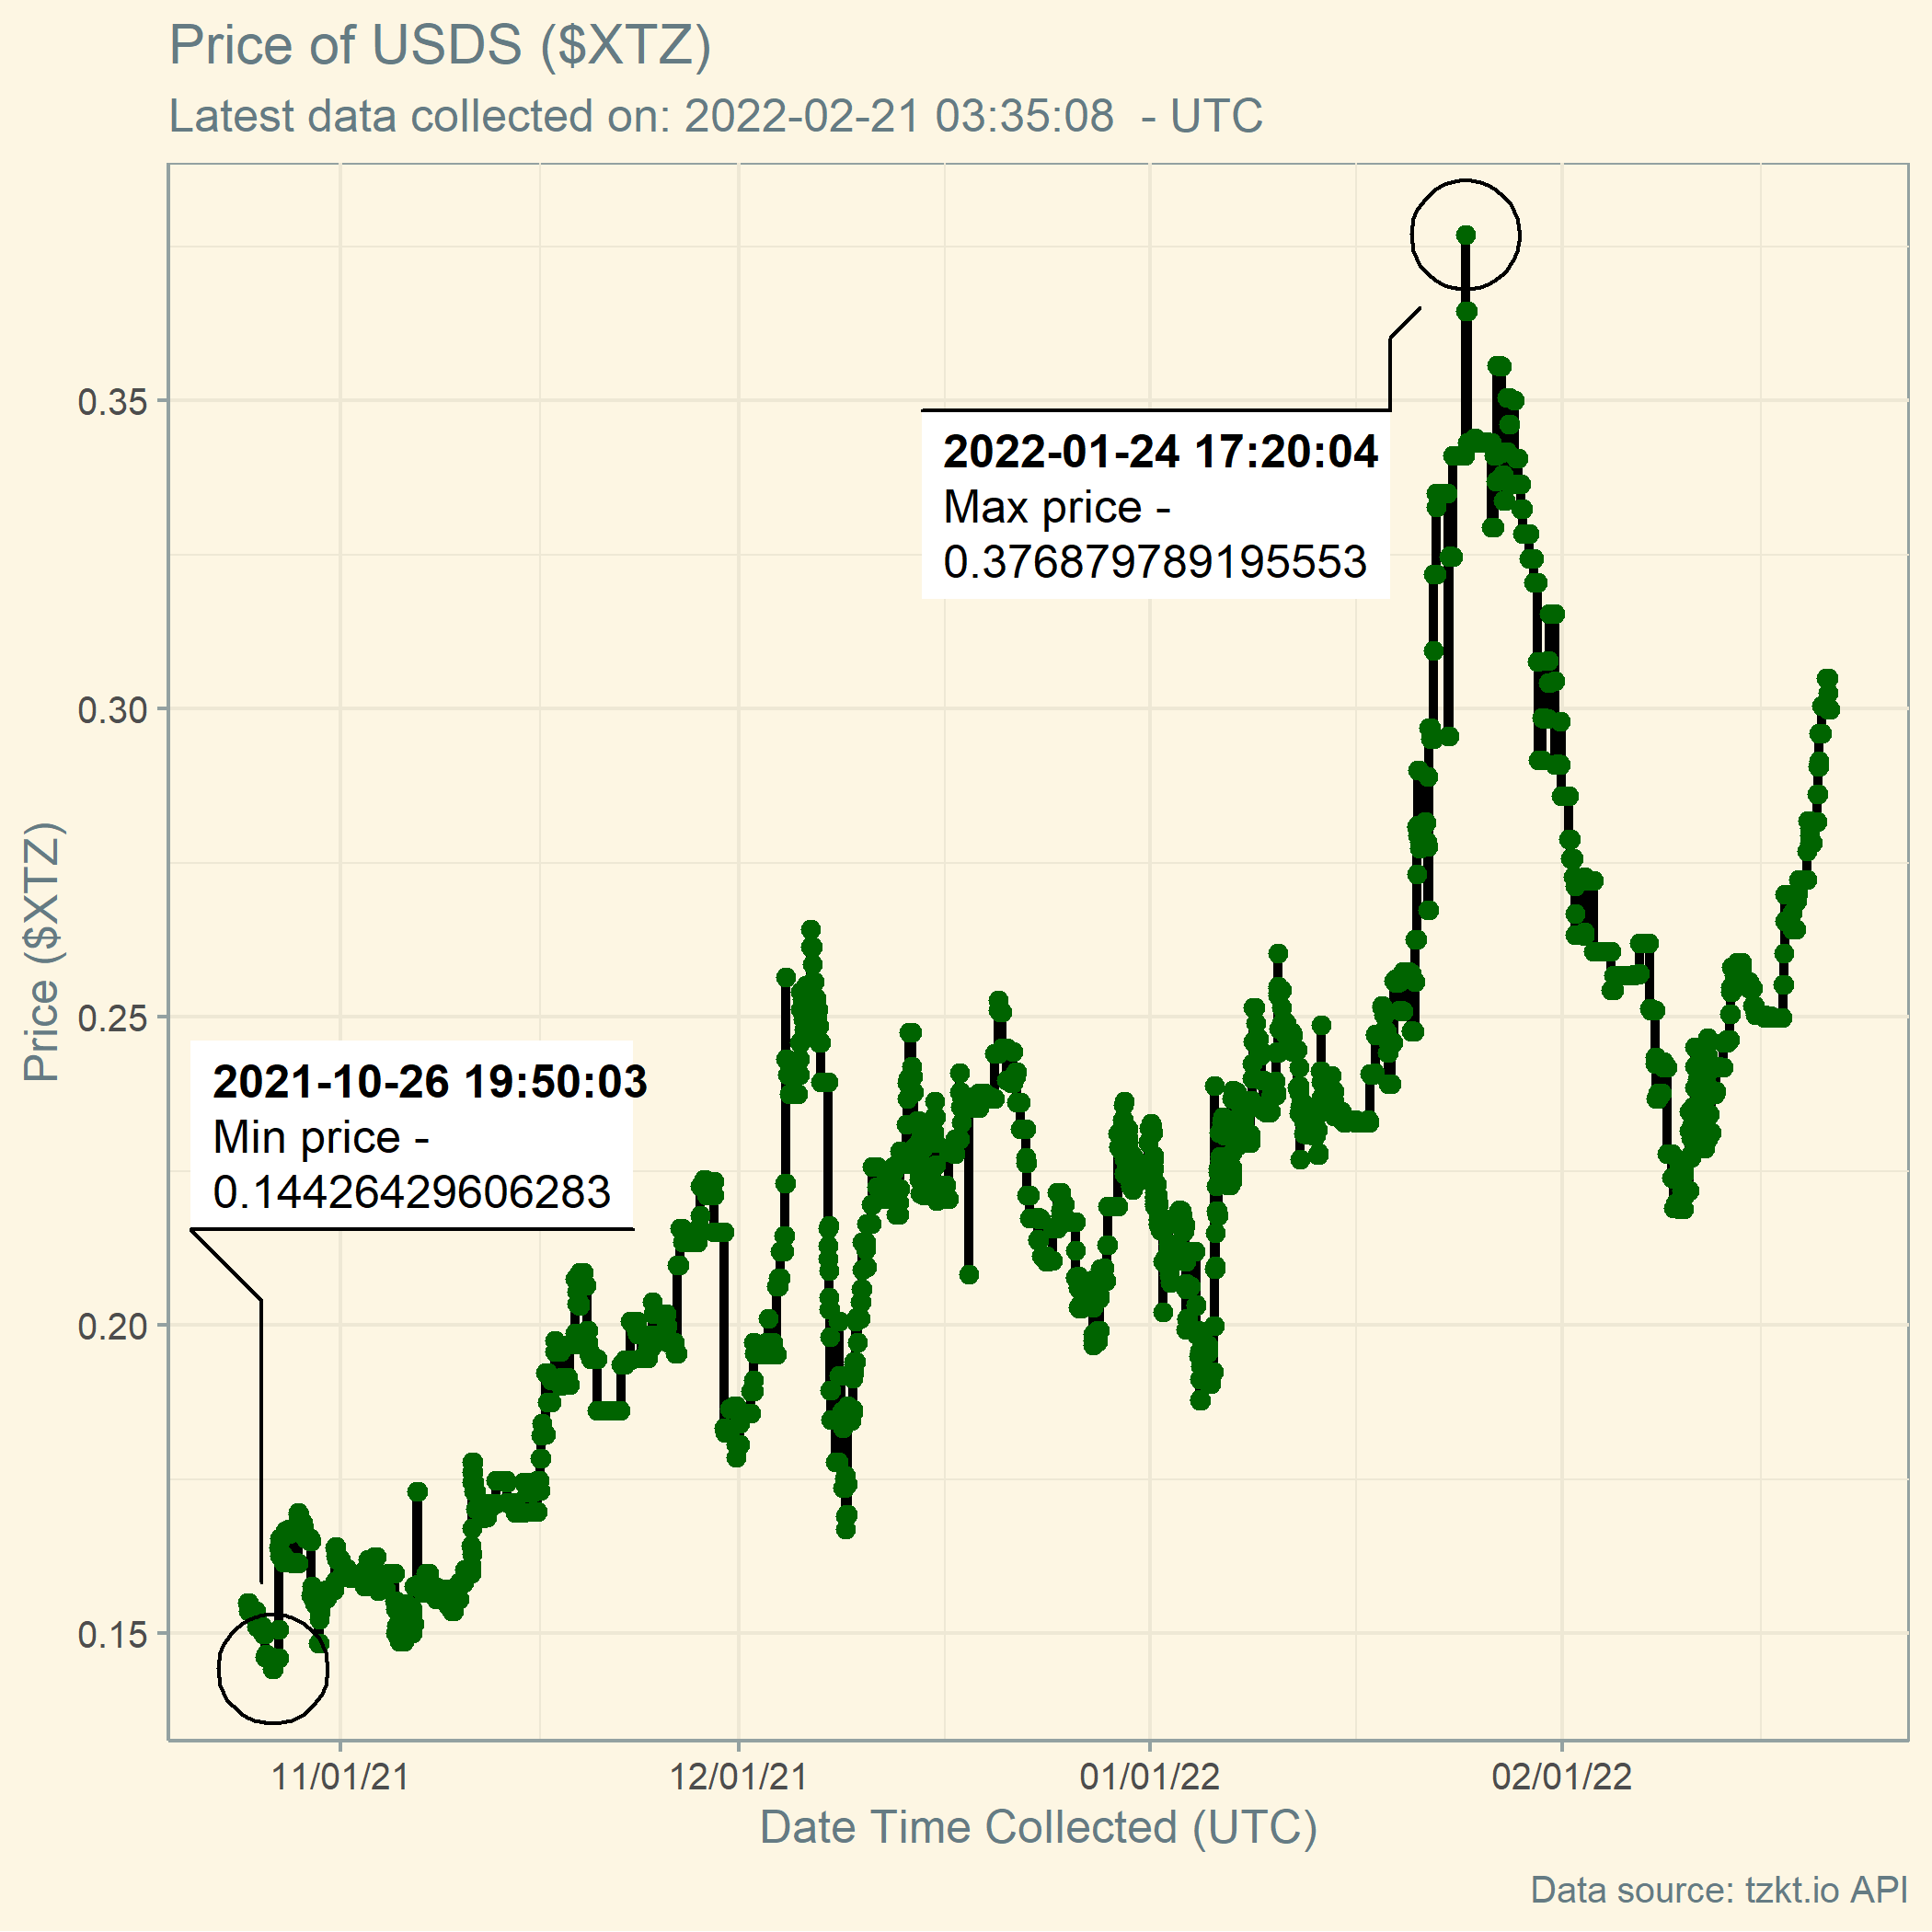 Price of USDS ($XTZ)
Latest data collected on: 2022-02-21 03:35:08  - UTC
Price ($XTZ)
0.35
0.30
0.25
0.20
0.15
2022-01-24 17:20:04
Max price -
0.376879789195553
2021-10-26 19:50:03
Min price -
0.14426429606283
11/01/21
12/01/21
01/01/22
02/01/22
Date Time Collected (UTC)
Data source: tzkt.io API